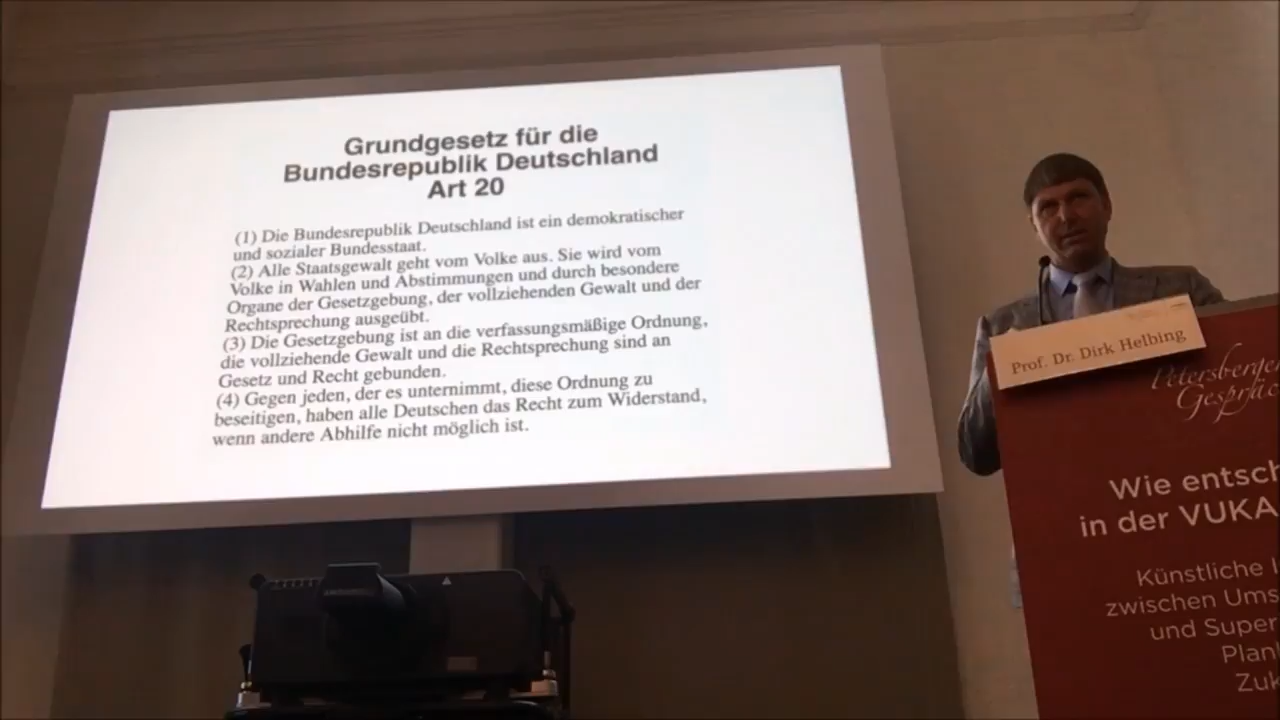 Grundgesetz für die
Bundesrepublik Deutschland
Art 20
(1) Die Bundesrepublik Deutschland ist ein demokratischer
und sozialer Bundesstaat.
(2) Alle Staatsgewalt geht vom Volke aus. Sie wird vom
Volke in Wahlen und Abstimmungen und durch besondere
Organe der Gesetzgebung, der vollziehenden Gewalt und der
Rechtsprechung ausgeübt.
(3) Die Gesetzgebung ist an die verfassungsmäßige Ordnung,
die vollziehende Gewalt und die Rechtsprechung sind an
Gesetz und Recht gebunden.
(4) Gegen jeden, der es unternimmt, diese Ordnung zu
beseitigen, haben alle Deutschen das Recht zum Widerstand,
wenn andere Abhilfe nicht möglich ist.
Prof. Dr. Dirk Helbing
Petersberger
Gespräc
Wie entsch
in der VUKA
Künstliche I
zwischen Ums
und Super
Plan
Zuk